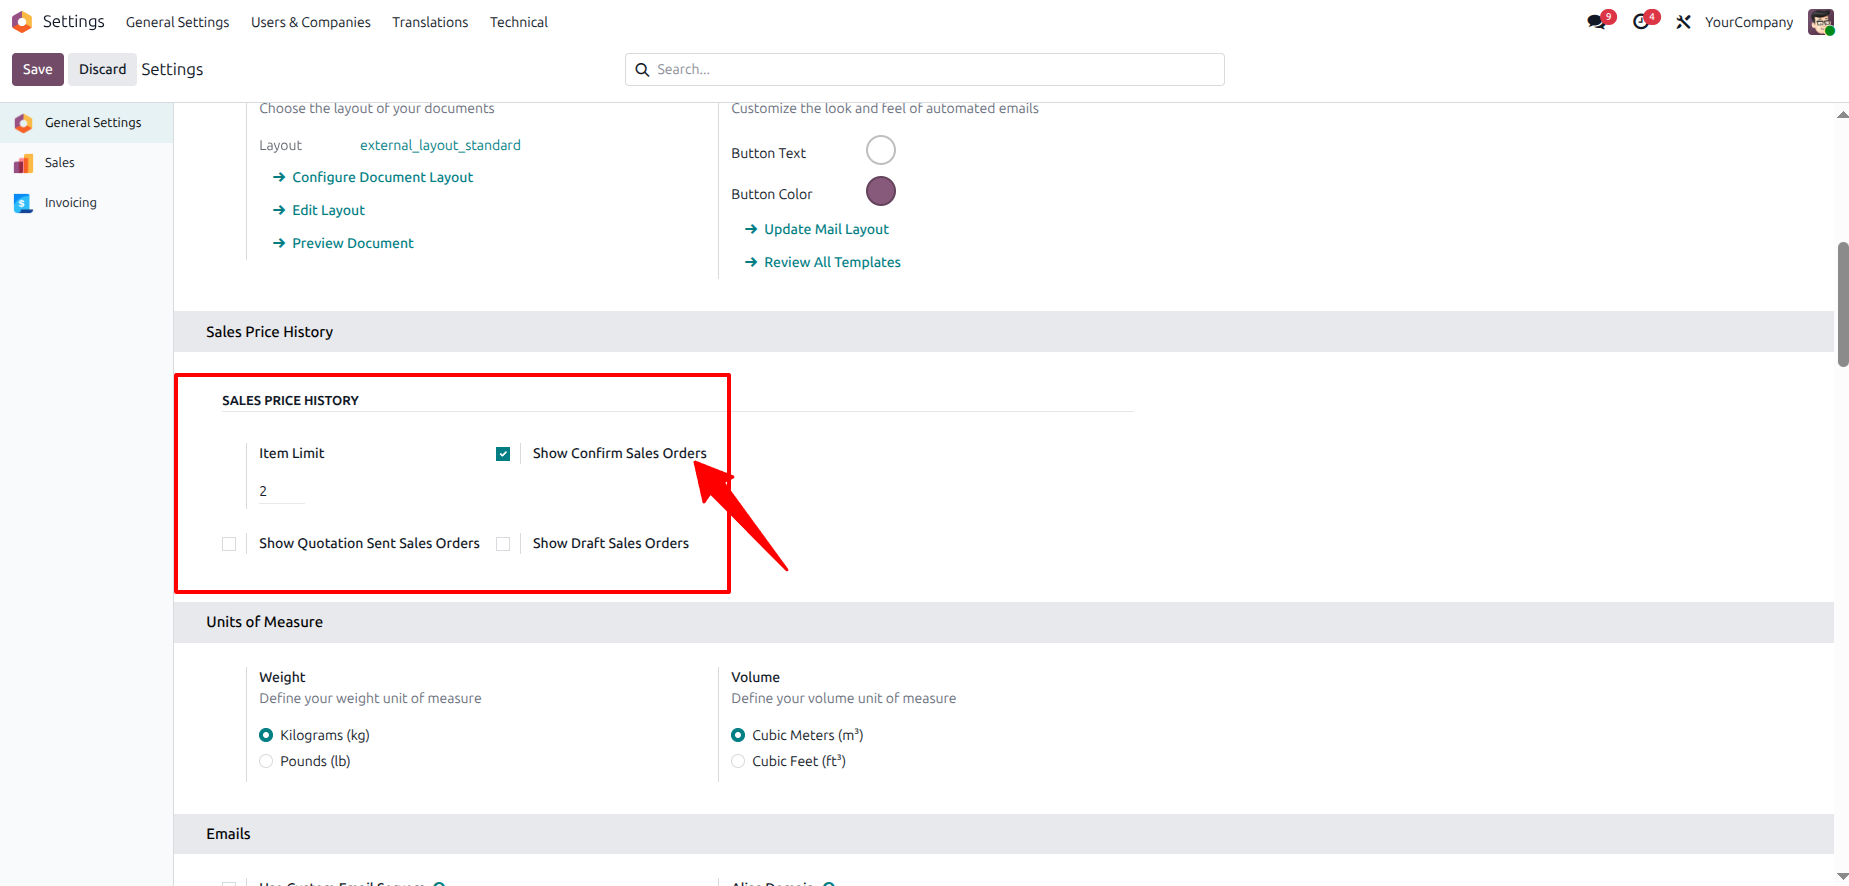 Settings General Settings Users & Companies Translations Technical 9 4 YourCompany
Save Discard Settings Search...
General Settings
Sales
Invoicing
Choose the layout of your documents
Layout external_layout_standard
→ Configure Document Layout
→ Edit Layout
→ Preview Document
Customize the look and feel of automated emails
Button Text
Button Color
→ Update Mail Layout
→ Review All Templates
Sales Price History
SALES PRICE HISTORY
Item Limit
2
Show Confirm Sales Orders
Show Quotation Sent Sales Orders
Show Draft Sales Orders
Units of Measure
Weight
Define your weight unit of measure
Kilograms (kg)
Pounds (lb)
Volume
Define your volume unit of measure
Cubic Meters (m³)
Cubic Feet (ft³)
Emails